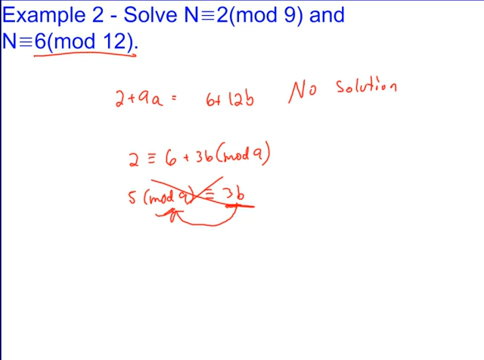 Example 2 - Solve N≡2(mod 9) and
N≡6(mod 12).
2 + 9a = 6 + 12b No solution
2 ≡ 6 + 3b (mod 9)
5 (mod 9) ≡ 3b